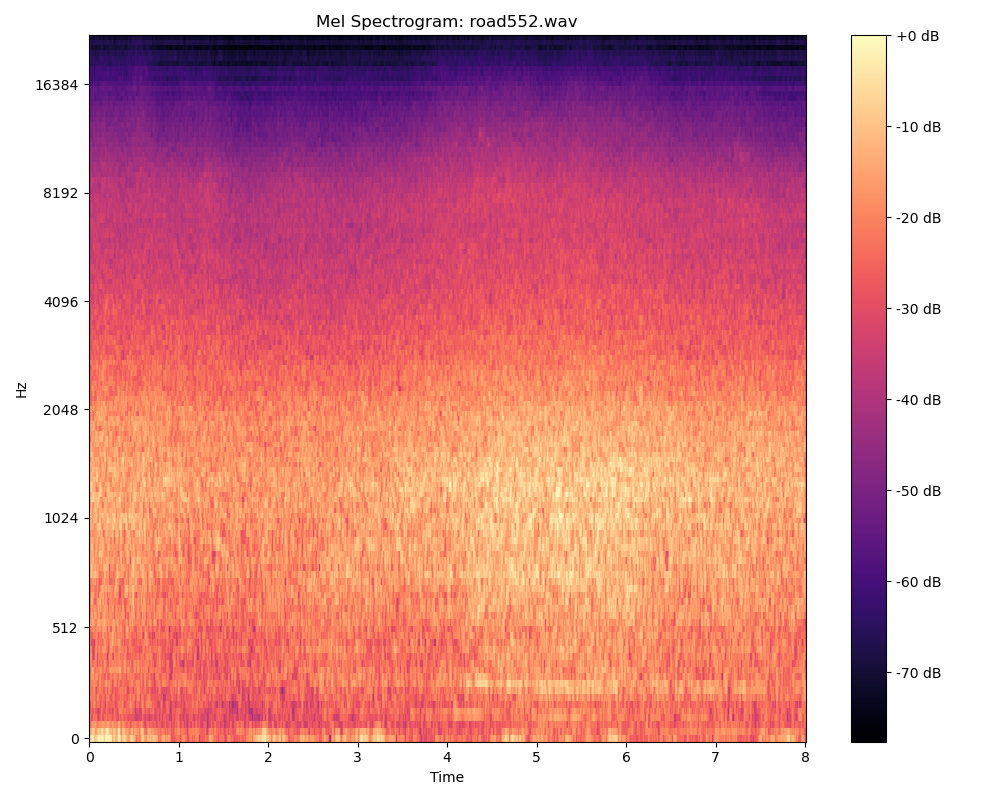 Mel Spectrogram: road552.wav
+0 dB
16384
-10 dB
8192
-20 dB
4096
-30 dB
Hz
2048
-40 dB
1024
-50 dB
-60 dB
512
-70 dB
0
0 1 2 3 4 5 6 7 8
Time